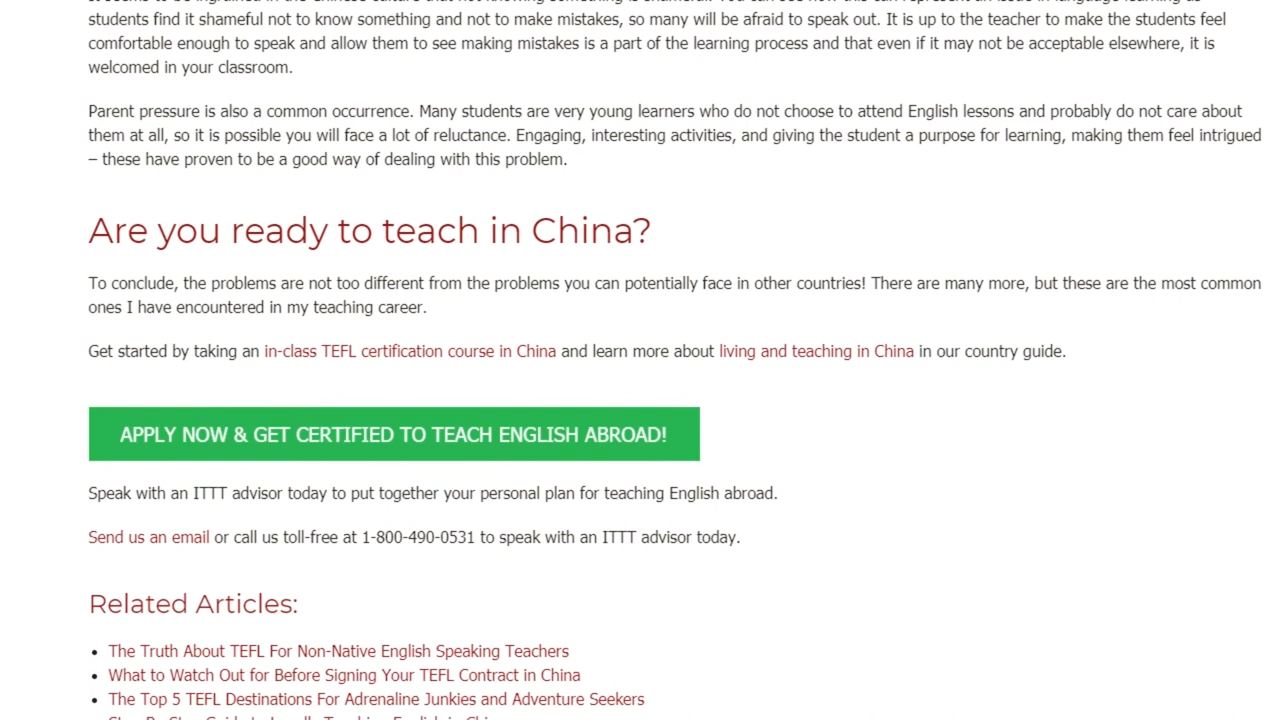 students find it shameful not to know something and not to make mistakes, so many will be afraid to speak out. It is up to the teacher to make the students feel
comfortable enough to speak and allow them to see making mistakes is a part of the learning process and that even if it may not be acceptable elsewhere, it is
welcomed in your classroom.
Parent pressure is also a common occurrence. Many students are very young learners who do not choose to attend English lessons and probably do not care about
them at all, so it is possible you will face a lot of reluctance. Engaging, interesting activities, and giving the student a purpose for learning, making them feel intrigued
– these have proven to be a good way of dealing with this problem.
Are you ready to teach in China?
To conclude, the problems are not too different from the problems you can potentially face in other countries! There are many more, but these are the most common
ones I have encountered in my teaching career.
Get started by taking an in-class TEFL certification course in China and learn more about living and teaching in China in our country guide.
APPLY NOW & GET CERTIFIED TO TEACH ENGLISH ABROAD!
Speak with an ITTT advisor today to put together your personal plan for teaching English abroad.
Send us an email or call us toll-free at 1-800-490-0531 to speak with an ITTT advisor today.
Related Articles:
• The Truth About TEFL For Non-Native English Speaking Teachers
• What to Watch Out for Before Signing Your TEFL Contract in China
• The Top 5 TEFL Destinations For Adrenaline Junkies and Adventure Seekers